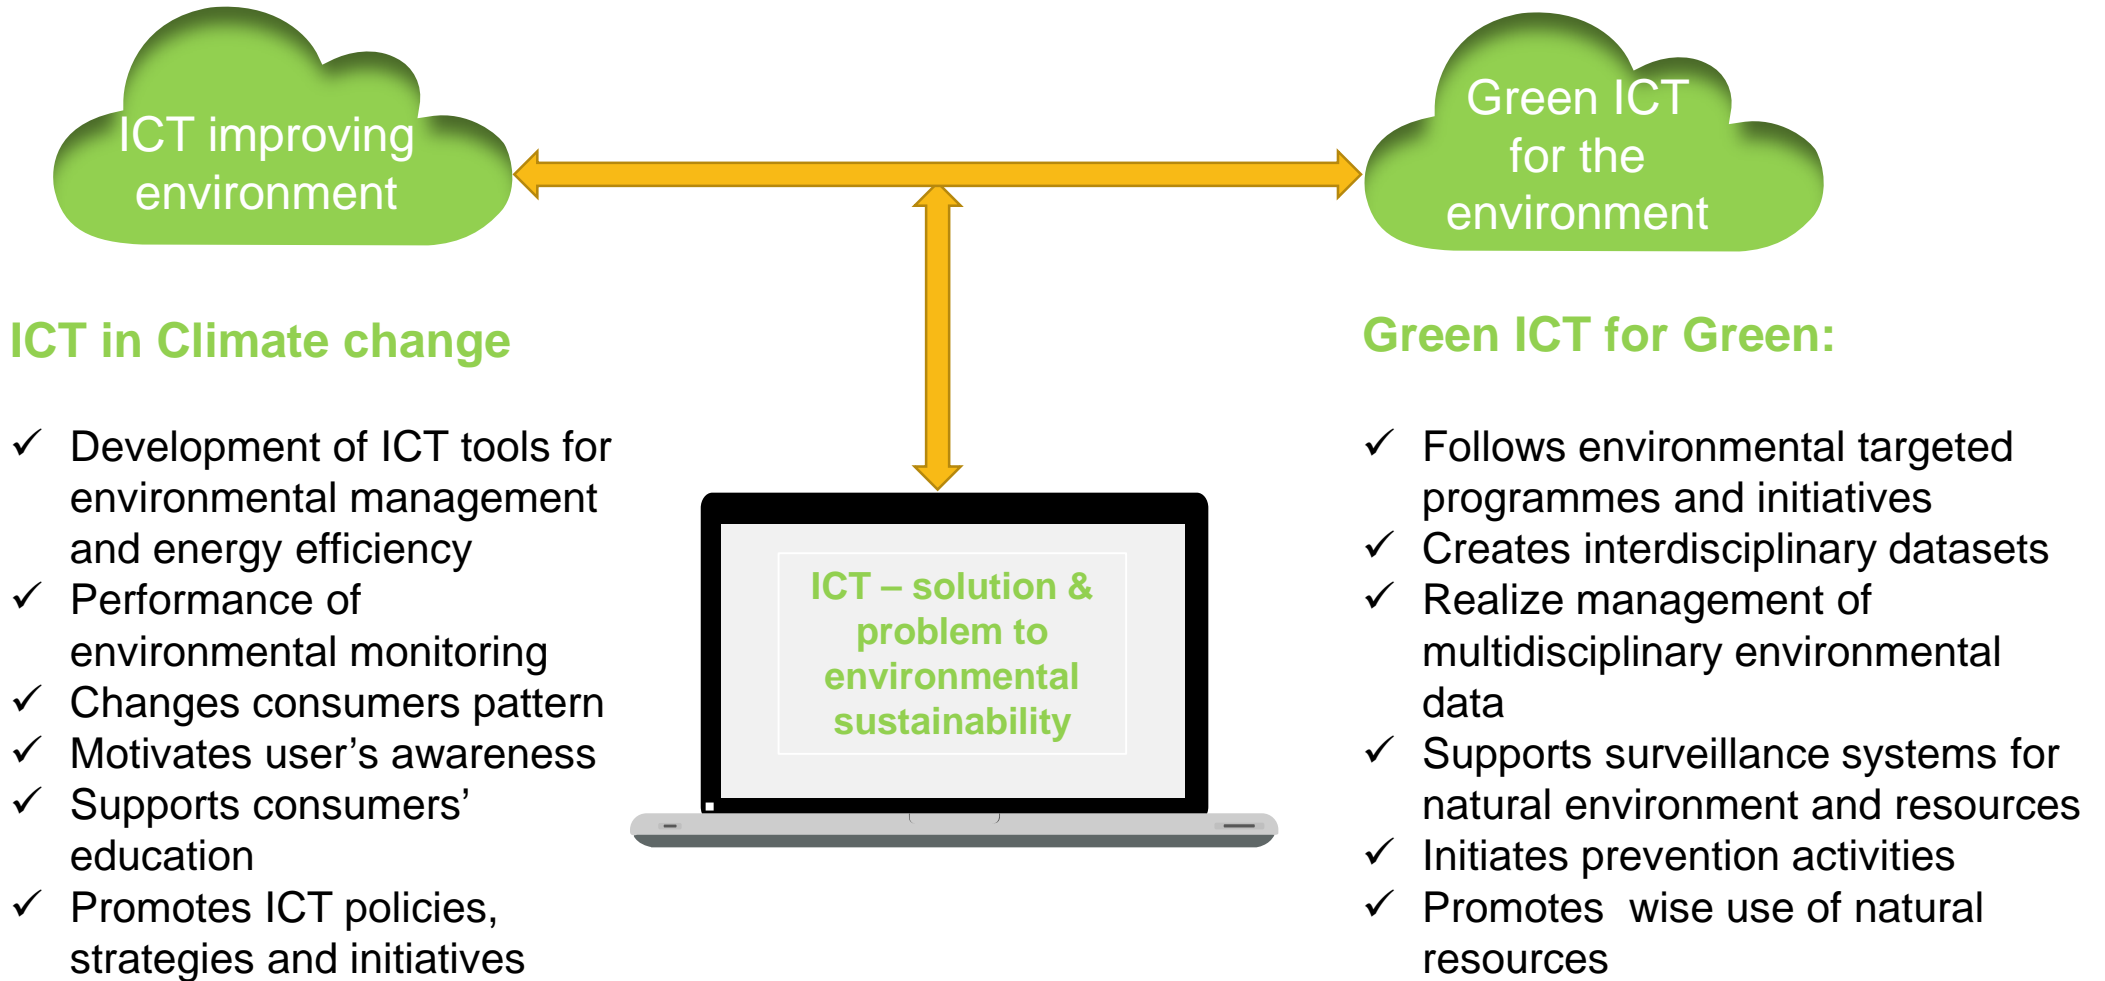 ICT improving
environment
Green ICT
for the
environment
ICT in Climate change
✓ Development of ICT tools for
environmental management
and energy efficiency
✓ Performance of
environmental monitoring
✓ Changes consumers pattern
✓ Motivates user’s awareness
✓ Supports consumers’
education
✓ Promotes ICT policies,
strategies and initiatives
ICT – solution &
problem to
environmental
sustainability
Green ICT for Green:
✓ Follows environmental targeted
programmes and initiatives
✓ Creates interdisciplinary datasets
✓ Realize management of
multidisciplinary environmental
data
✓ Supports surveillance systems for
natural environment and resources
✓ Initiates prevention activities
✓ Promotes  wise use of natural
resources